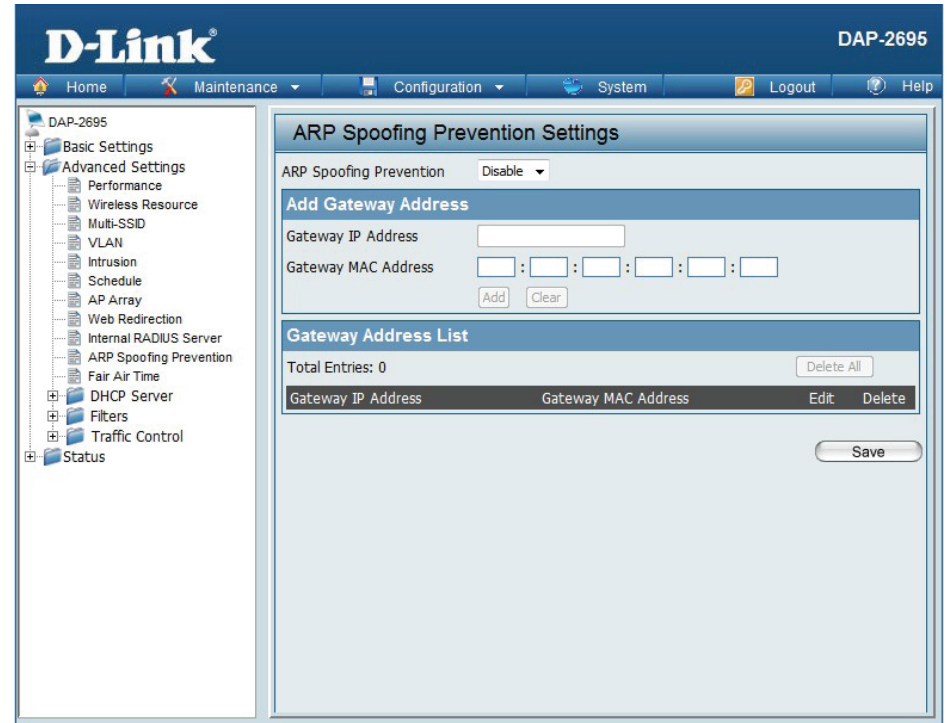 D-Link®
DAP-2695
Home Maintenance Configuration System Logout Help
DAP-2695
Basic Settings
Advanced Settings
Performance
Wireless Resource
Multi-SSID
VLAN
Intrusion
Schedule
AP Array
Web Redirection
Internal RADIUS Server
ARP Spoofing Prevention
Fair Air Time
DHCP Server
Filters
Traffic Control
Status
ARP Spoofing Prevention Settings
ARP Spoofing Prevention Disable
Add Gateway Address
Gateway IP Address
Gateway MAC Address : : : : :
Add Clear
Gateway Address List
Total Entries: 0 Delete All
Gateway IP Address Gateway MAC Address Edit Delete
Save